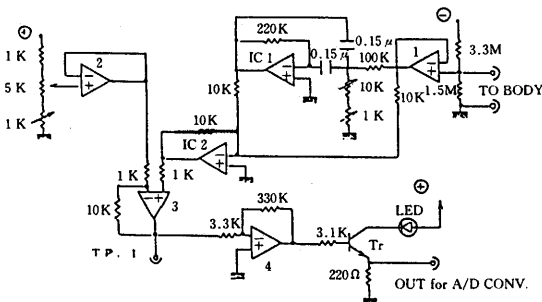 +
1 K
5 K
1 K
2
220K
0.15μ
IC 1
0.15μ
100K
1
3.3M
1.5M
TO BODY
10K
10K
1 K
10K
10K
IC 2
1 K
1 K
3
10K
TP. 1
3.3K
330K
4
3.1K
Tr
LED
+
220Ω
OUT for A/D CONV.